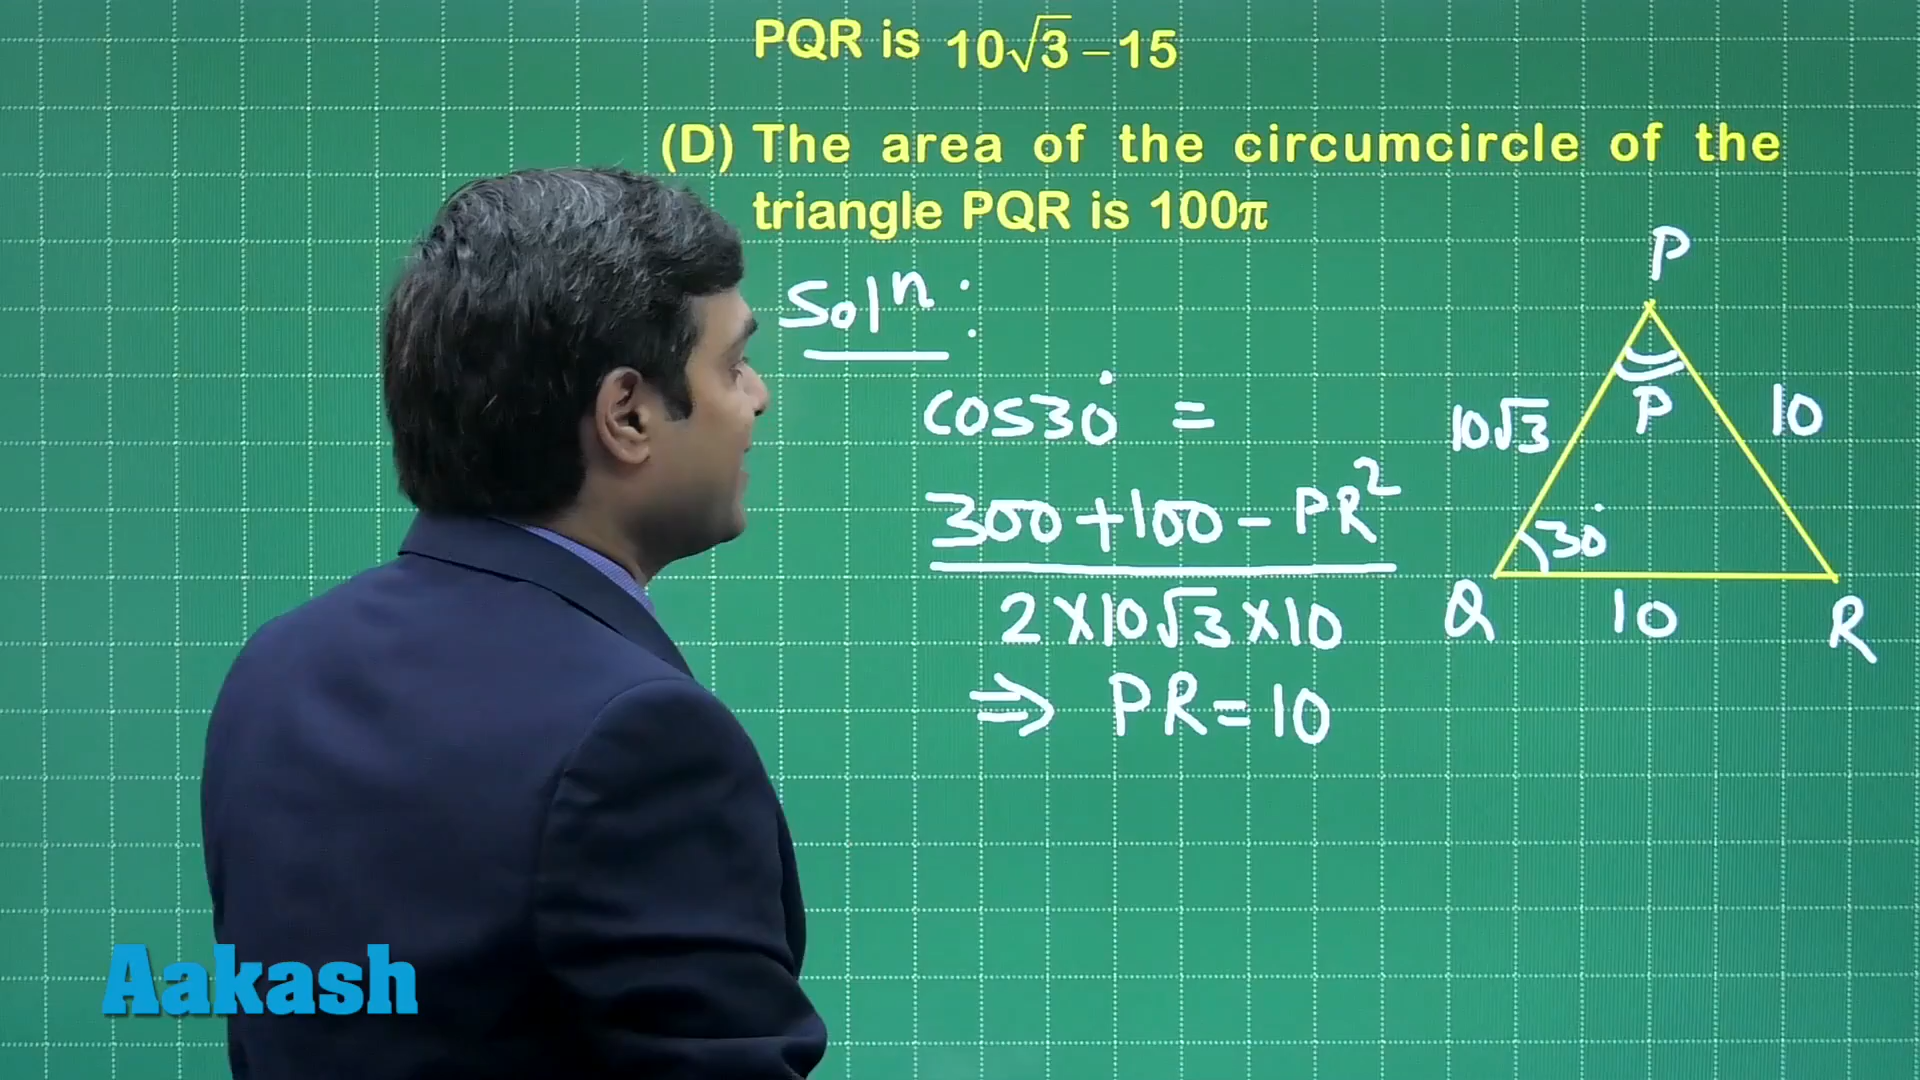 PQR is 10√3 – 15
(D) The area of the circumcircle of the
triangle PQR is 100π
Solⁿ :
cos30° =
300 + 100 - PR²
2 × 10√3 × 10
⇒ PR = 10
P
P
10√3
10
30°
Q
10
R
Aakash